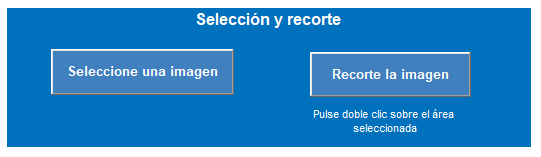 Selección y recorte
Seleccione una imagen
Recorte la imagen
Pulse doble clic sobre el área
seleccionada